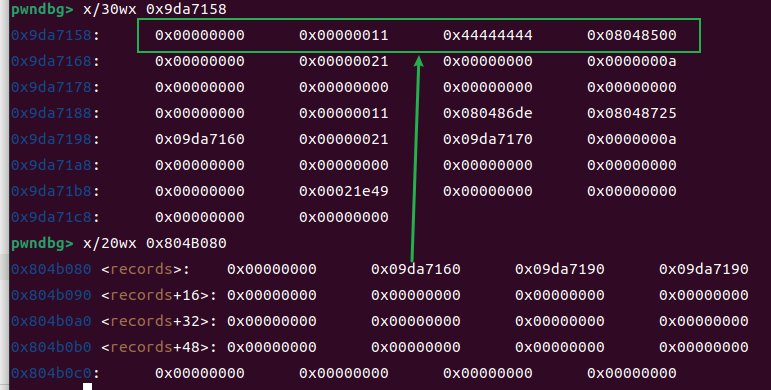 pwndbg> x/30wx 0x9da7158
0x9da7158: 0x00000000 0x00000011 0x44444444 0x08048500
0x9da7168: 0x00000000 0x00000021 0x00000000 0x0000000a
0x9da7178: 0x00000000 0x00000000 0x00000000 0x00000000
0x9da7188: 0x00000000 0x00000011 0x080486de 0x08048725
0x9da7198: 0x09da7160 0x00000021 0x09da7170 0x0000000a
0x9da71a8: 0x00000000 0x00000000 0x00000000 0x00000000
0x9da71b8: 0x00000000 0x00021e49 0x00000000 0x00000000
0x9da71c8: 0x00000000 0x00000000
pwndbg> x/20wx 0x804B080
0x804b080 <records>: 0x00000000 0x09da7160 0x09da7190 0x09da7190
0x804b090 <records+16>: 0x00000000 0x00000000 0x00000000 0x00000000
0x804b0a0 <records+32>: 0x00000000 0x00000000 0x00000000 0x00000000
0x804b0b0 <records+48>: 0x00000000 0x00000000 0x00000000 0x00000000
0x804b0c0: 0x00000000 0x00000000 0x00000000 0x00000000